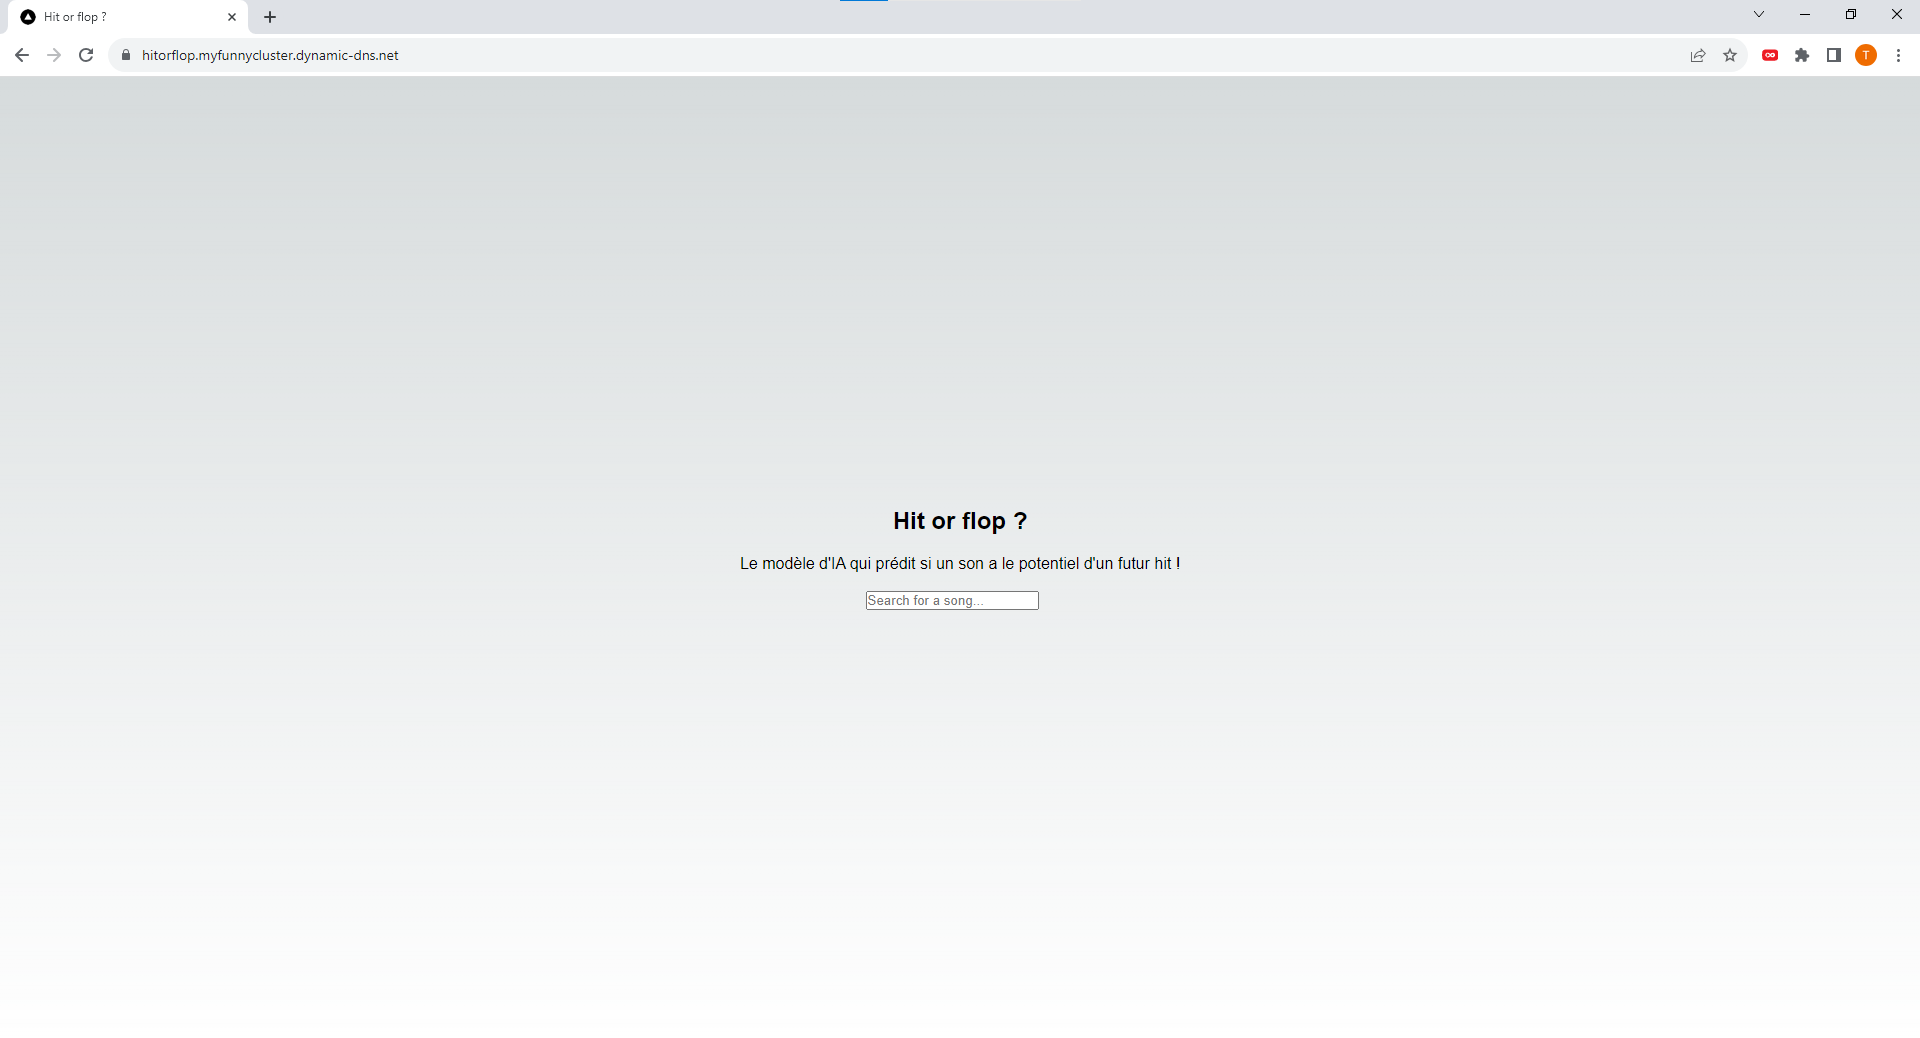 Hit or flop ?
hitorflop.myfunnycluster.dynamic-dns.net
T
Hit or flop ?
Le modèle d'IA qui prédit si un son a le potentiel d'un futur hit !
Search for a song...